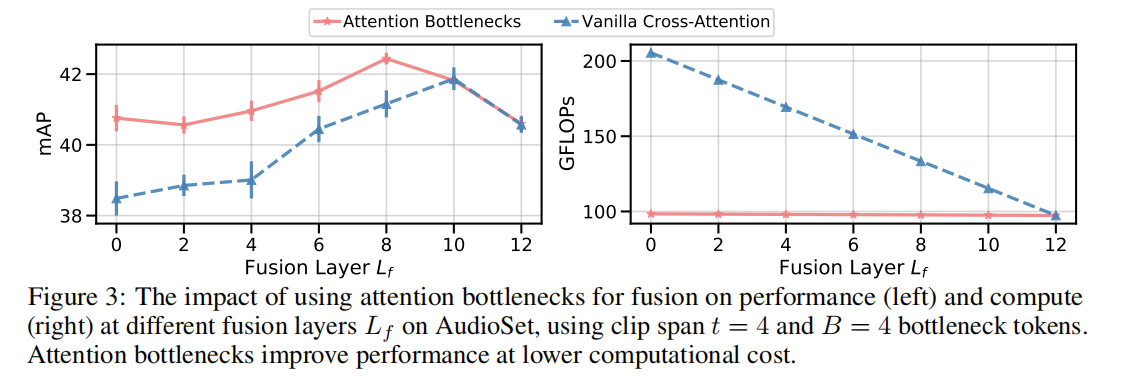 Attention Bottlenecks Vanilla Cross-Attention
42
40
38
mAP
0 2 4 6 8 10 12
Fusion Layer L_f
200
150
100
GFLOPs
0 2 4 6 8 10 12
Fusion Layer L_f
Figure 3: The impact of using attention bottlenecks for fusion on performance (left) and compute
(right) at different fusion layers L_f on AudioSet, using clip span t = 4 and B = 4 bottleneck tokens.
Attention bottlenecks improve performance at lower computational cost.